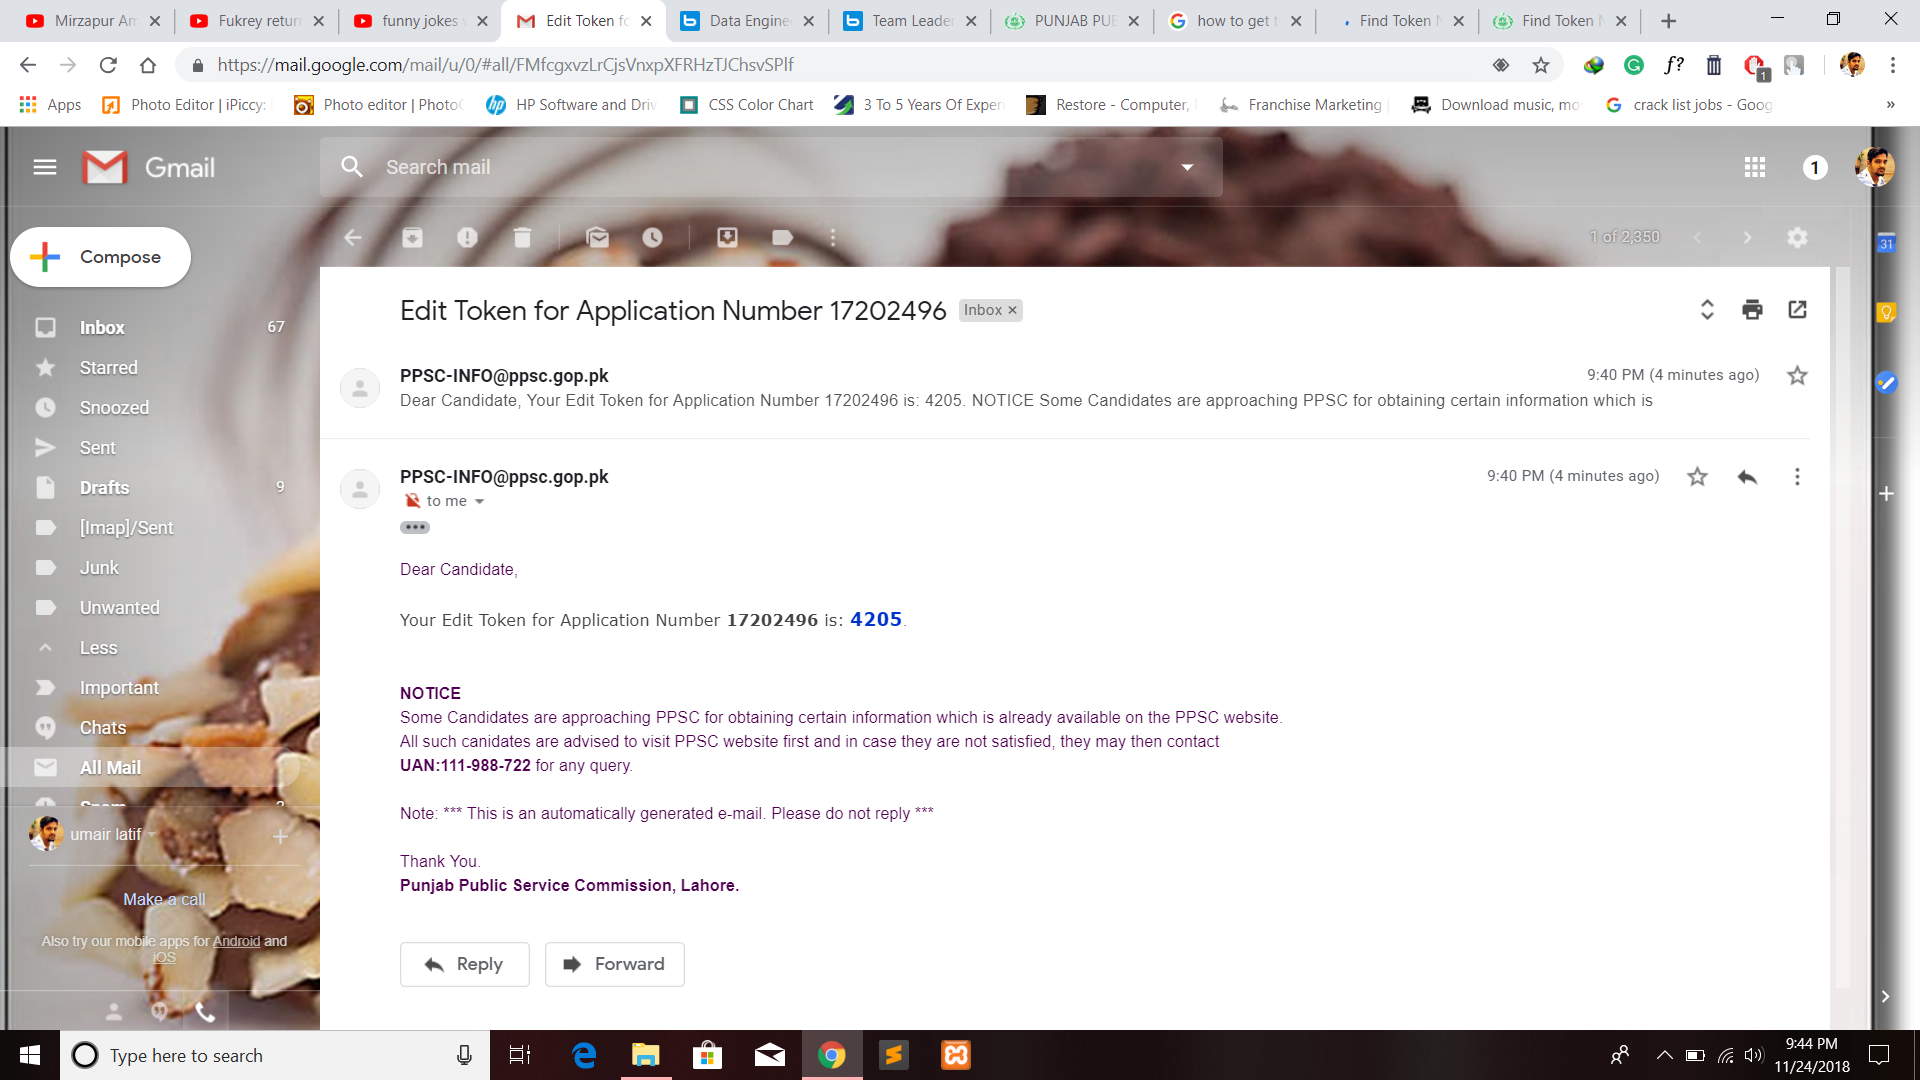 Mirzapur Am
Fukrey retur
funny jokes
Edit Token fo
Data Engine
Team Leader
PUNJAB PUB
how to get t
Find Token N
Find Token N
https://mail.google.com/mail/u/0/#all/FMfcgxvzLrCjsVnxpXFRHzTJChsvSPlf
f?
1
Apps
Photo Editor | iPiccy:
Photo editor | Photo
HP Software and Driv
CSS Color Chart
3 To 5 Years Of Exper
Restore - Computer,
Franchise Marketing
Download music, mo
crack list jobs - Goog
»
Gmail
Search mail
1
Compose
1 of 2,350
31
Inbox 67
Starred
Snoozed
Sent
Drafts 9
[Imap]/Sent
Junk
Unwanted
Less
Important
Chats
All Mail
Spam
umair latif
Make a call
Also try our mobile apps for Android and
iOS
Edit Token for Application Number 17202496 Inbox ×
PPSC-INFO@ppsc.gop.pk 9:40 PM (4 minutes ago)
Dear Candidate, Your Edit Token for Application Number 17202496 is: 4205. NOTICE Some Candidates are approaching PPSC for obtaining certain information which is
PPSC-INFO@ppsc.gop.pk 9:40 PM (4 minutes ago)
to me
Dear Candidate,
Your Edit Token for Application Number 17202496 is: 4205.
NOTICE
Some Candidates are approaching PPSC for obtaining certain information which is already available on the PPSC website.
All such canidates are advised to visit PPSC website first and in case they are not satisfied, they may then contact
UAN:111-988-722 for any query.
Note: *** This is an automatically generated e-mail. Please do not reply ***
Thank You.
Punjab Public Service Commission, Lahore.
Reply
Forward
Type here to search
9:44 PM
11/24/2018